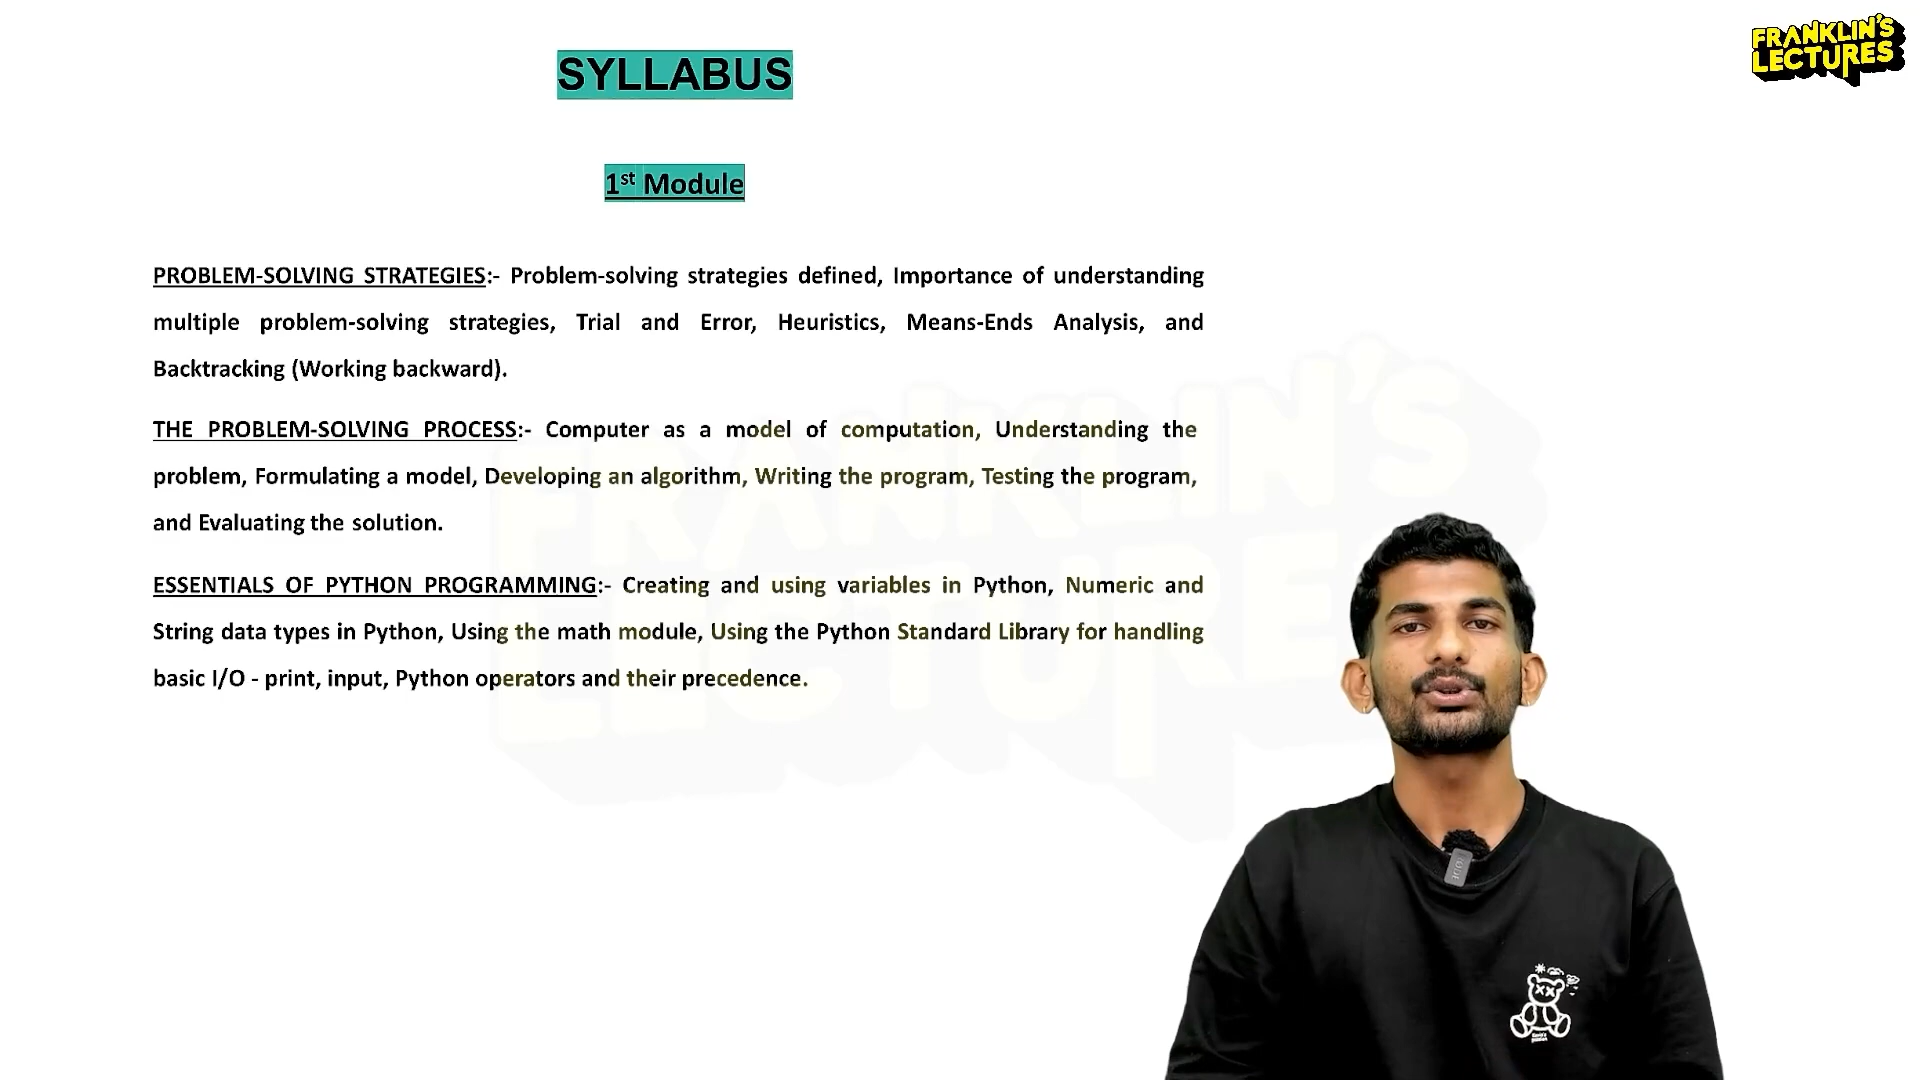 FRANKLIN'S
LECTURES
SYLLABUS
1st Module
PROBLEM-SOLVING STRATEGIES:- Problem-solving strategies defined, Importance of understanding
multiple problem-solving strategies, Trial and Error, Heuristics, Means-Ends Analysis, and
Backtracking (Working backward).
THE PROBLEM-SOLVING PROCESS:- Computer as a model of computation, Understanding the
problem, Formulating a model, Developing an algorithm, Writing the program, Testing the program,
and Evaluating the solution.
ESSENTIALS OF PYTHON PROGRAMMING:- Creating and using variables in Python, Numeric and
String data types in Python, Using the math module, Using the Python Standard Library for handling
basic I/O - print, input, Python operators and their precedence.
FRANKLIN'S
LECTURES